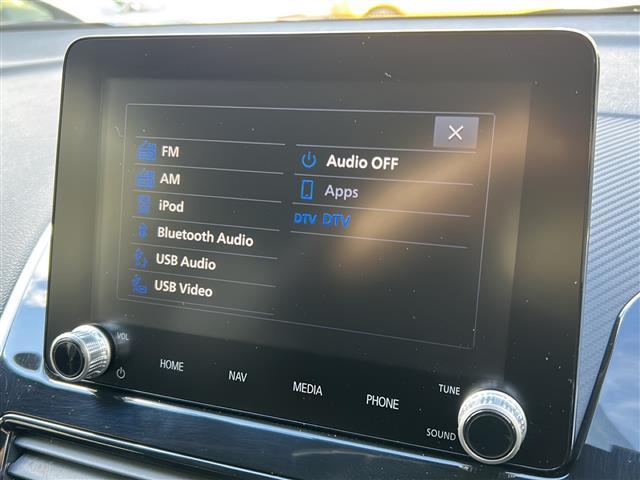 FM
AM
iPod
Bluetooth Audio
USB Audio
USB Video
Audio OFF
Apps
DTV DTV
VOL
HOME
NAV
MEDIA
PHONE
TUNE
SOUND